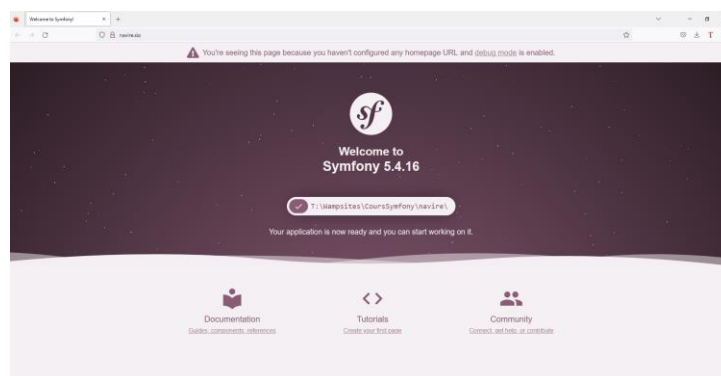 Welcome to Symfony!
navire.sio
You're seeing this page because you haven't configured any homepage URL and debug mode is enabled.
sf
Welcome to
Symfony 5.4.16
T:\Wampsites\CoursSymfony\navire\
Your application is now ready and you can start working on it.
Documentation
Guides, components, references
Tutorials
Create your first page
Community
Connect, get help, or contribute